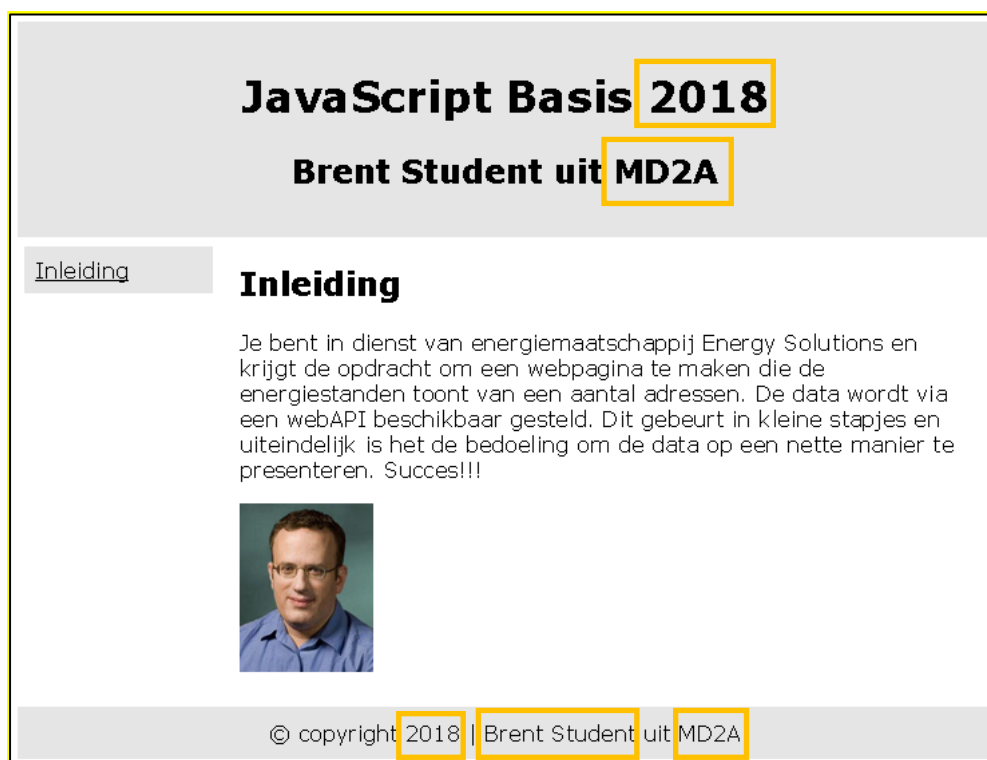 JavaScript Basis 2018
Brent Student uit MD2A
Inleiding
Inleiding
Je bent in dienst van energiemaatschappij Energy Solutions en
krijgt de opdracht om een webpagina te maken die de
energiestanden toont van een aantal adressen. De data wordt via
een webAPI beschikbaar gesteld. Dit gebeurt in kleine stapjes en
uiteindelijk is het de bedoeling om de data op een nette manier te
presenteren. Succes!!!
© copyright 2018 | Brent Student uit MD2A